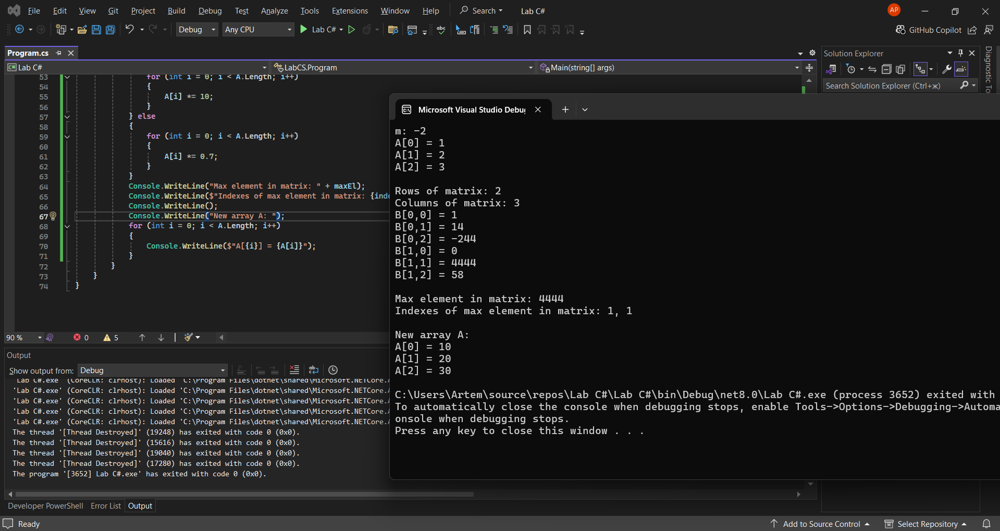 File Edit View Git Project Build Debug Test Analyze Tools Extensions Window Help Search Lab C# AP
Debug Any CPU Lab C# GitHub Copilot
Program.cs
Solution Explorer
Lab C# LabCS.Program Main(string[] args)
Search Solution Explorer (Ctrl+ж)
Diagnostic To
53 for (int i = 0; i < A.Length; i++)
54 {
55 A[i] *= 10;
56 }
57 } else
58 {
59 for (int i = 0; i < A.Length; i++)
60 {
61 A[i] *= 0.7;
62 }
63 }
64 Console.WriteLine("Max element in matrix: " + maxEl);
65 Console.WriteLine($"Indexes of max element in matrix: {inde
66 Console.WriteLine();
67 Console.WriteLine("New array A: ");
68 for (int i = 0; i < A.Length; i++)
69 {
70 Console.WriteLine($"A[{i}] = {A[i]}");
71 }
72 }
73 }
74 }
90 % 0 5
Output
Show output from: Debug
'Lab C#.exe' (CoreCLR: clrhost): Loaded 'C:\Program Files\dotnet\shared\Microsoft.NETCore.A
'Lab C#.exe' (CoreCLR: clrhost): Loaded 'C:\Program Files\dotnet\shared\Microsoft.NETCore.A
'Lab C#.exe' (CoreCLR: clrhost): Loaded 'C:\Program Files\dotnet\shared\Microsoft.NETCore.A
'Lab C#.exe' (CoreCLR: clrhost): Loaded 'C:\Program Files\dotnet\shared\Microsoft.NETCore.A
'Lab C#.exe' (CoreCLR: clrhost): Loaded 'C:\Program Files\dotnet\shared\Microsoft.NETCore.A
The thread '[Thread Destroyed]' (19248) has exited with code 0 (0x0).
The thread '[Thread Destroyed]' (15616) has exited with code 0 (0x0).
The thread '[Thread Destroyed]' (19040) has exited with code 0 (0x0).
The thread '[Thread Destroyed]' (17280) has exited with code 0 (0x0).
The program '[3652] Lab C#.exe' has exited with code 0 (0x0).
Developer PowerShell Error List Output
Microsoft Visual Studio Debu
m: -2
A[0] = 1
A[1] = 2
A[2] = 3
Rows of matrix: 2
Columns of matrix: 3
B[0,0] = 1
B[0,1] = 14
B[0,2] = -244
B[1,0] = 0
B[1,1] = 4444
B[1,2] = 58
Max element in matrix: 4444
Indexes of max element in matrix: 1, 1
New array A:
A[0] = 10
A[1] = 20
A[2] = 30
C:\Users\Artem\source\repos\Lab C#\Lab C#\bin\Debug\net8.0\Lab C#.exe (process 3652) exited with
To automatically close the console when debugging stops, enable Tools->Options->Debugging->Automa
onsole when debugging stops.
Press any key to close this window . . .
Ready Add to Source Control Select Repository